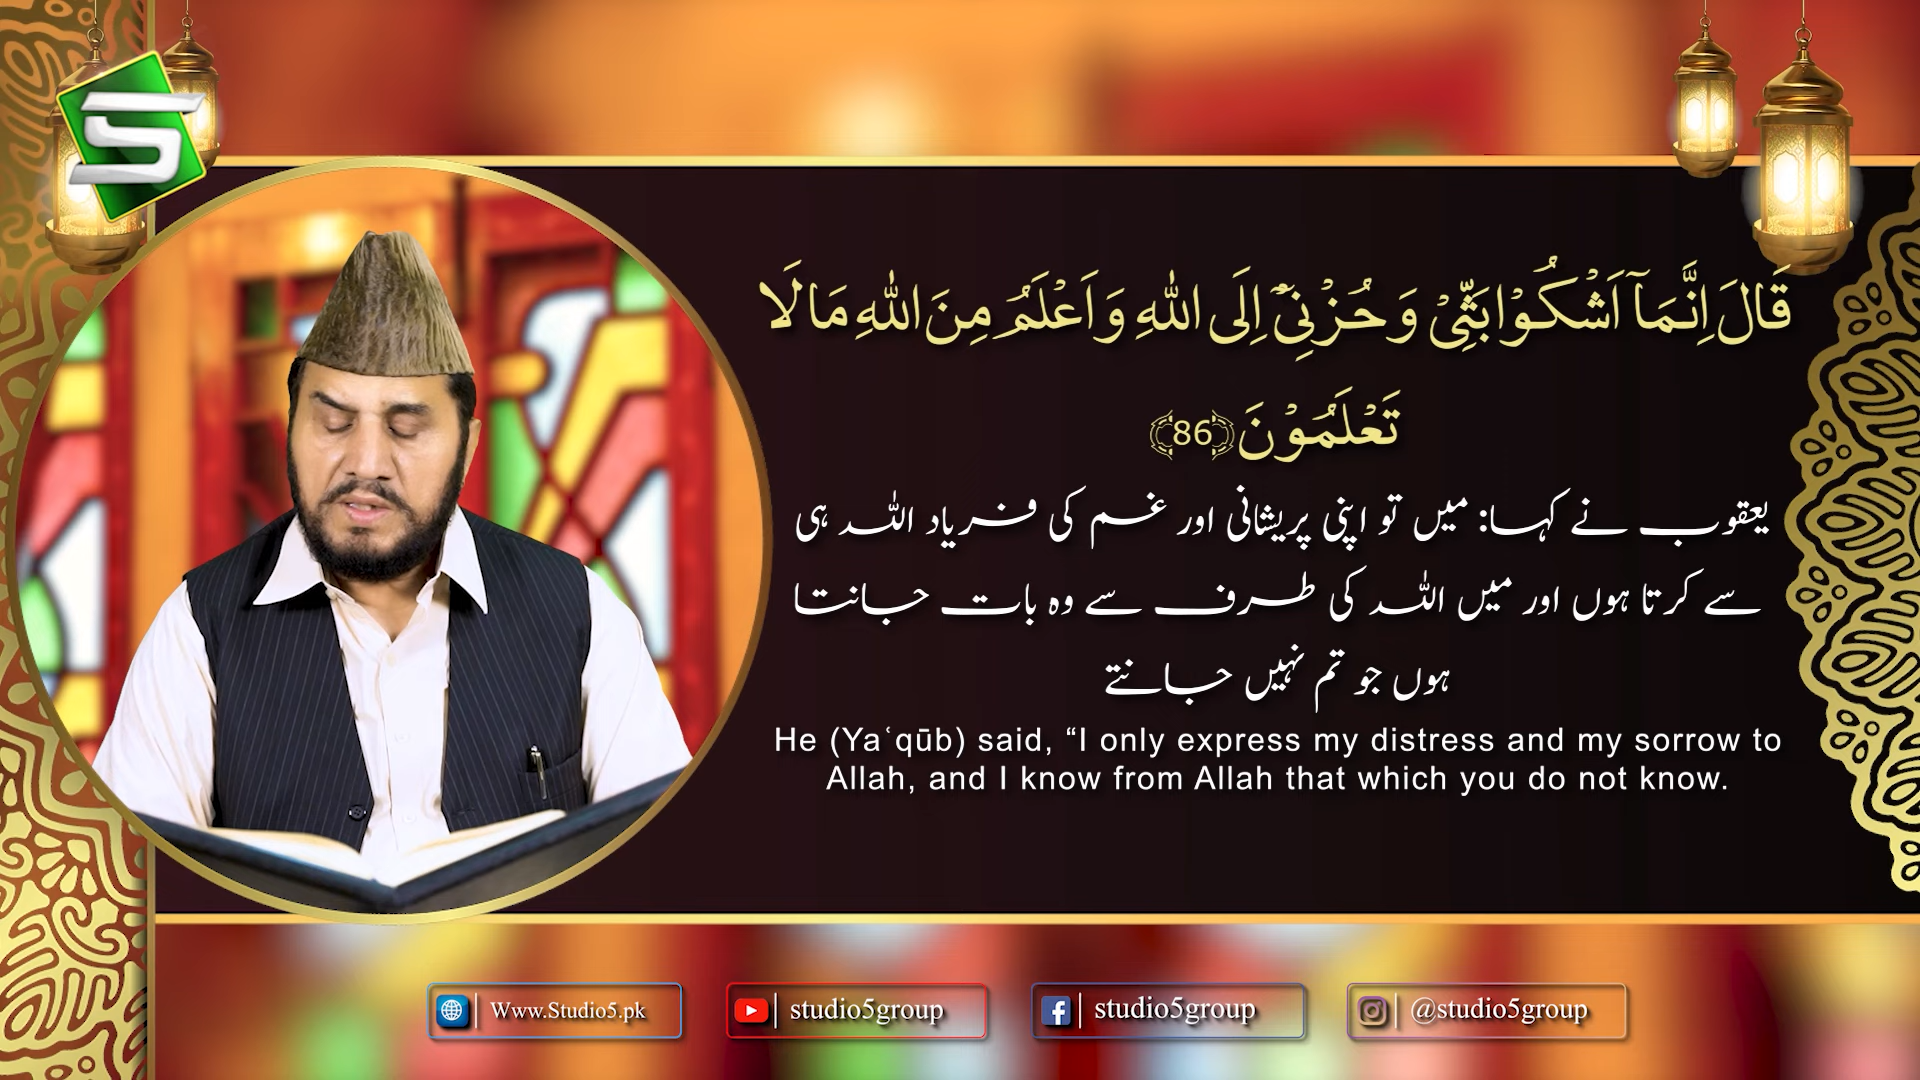 قَالَ اِنَّمَاۤ اَشْكُوْا بَثِّیْ وَ حُزْنِیْۤ اِلَى اللّٰهِ وَ اَعْلَمُ مِنَ اللّٰهِ مَا لَا
تَعْلَمُوْنَ﴿86﴾
یعقوب نے کہا: میں تو اپنی پریشانی اور غم کی فریاد اللہ ہی
سے کرتا ہوں اور میں اللہ کی طرف سے وہ بات جانتا
ہوں جو تم نہیں جانتے
He (Yaʿqūb) said, “I only express my distress and my sorrow to
Allah, and I know from Allah that which you do not know.
Www.Studio5.pk
studio5group
studio5group
@studio5group